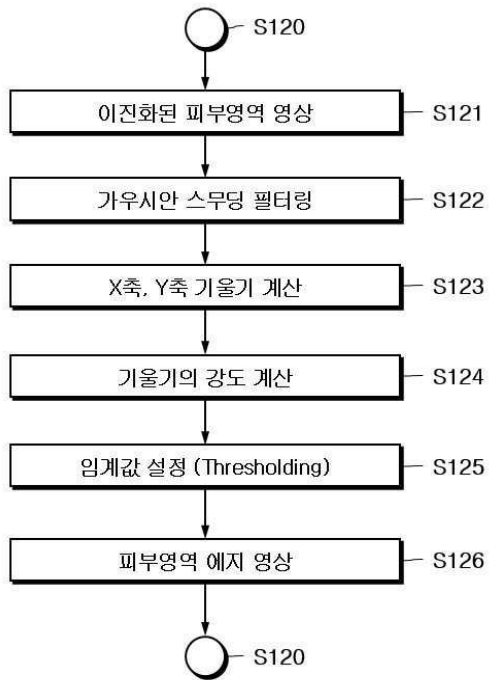 S120
이진화된 피부영역 영상
S121
가우시안 스무딩 필터링
S122
X축, Y축 기울기 계산
S123
기울기의 강도 계산
S124
임계값 설정 (Thresholding)
S125
피부영역 에지 영상
S126
S120